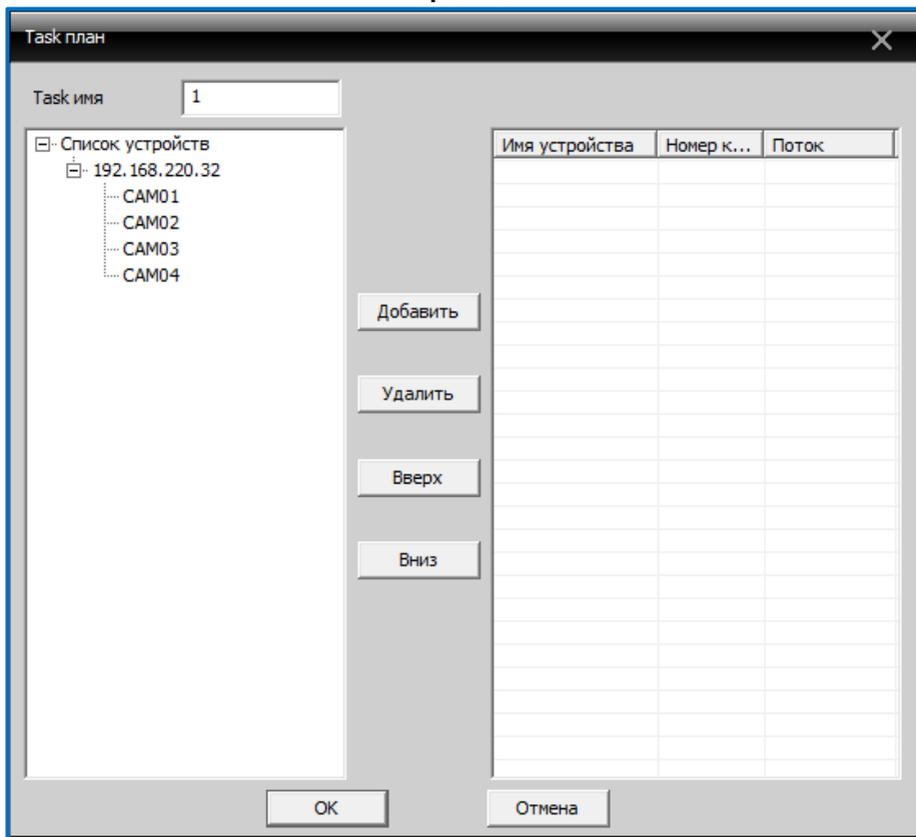 Task план
Task имя
1
Список устройств
192.168.220.32
CAM01
CAM02
CAM03
CAM04
Добавить
Удалить
Вверх
Вниз
Имя устройства
Номер к...
Поток
OK
Отмена